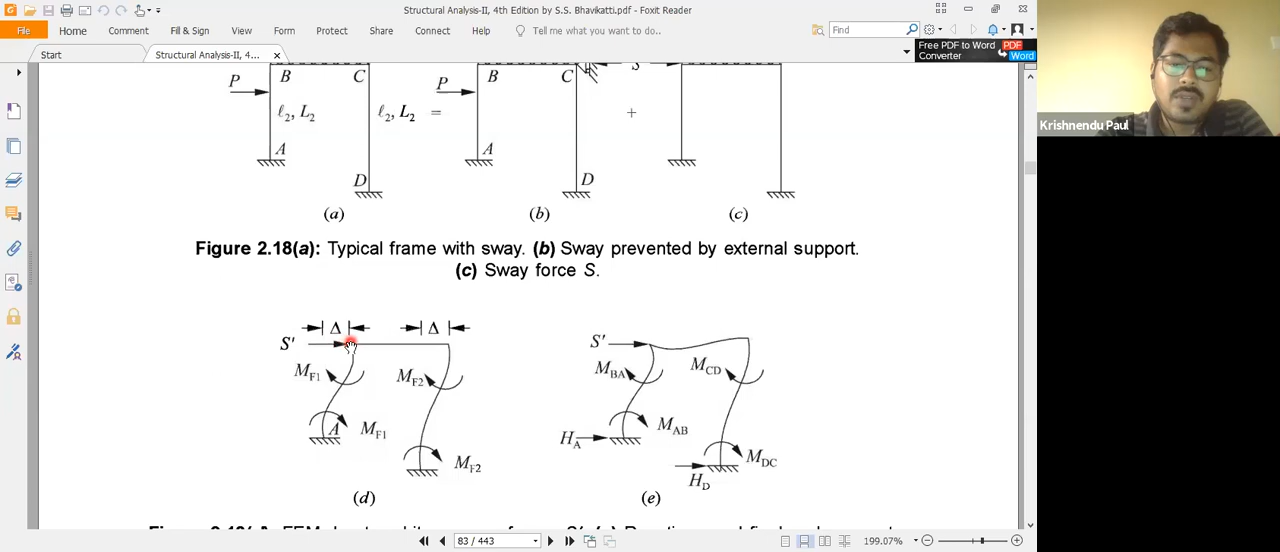 Structural Analysis-II, 4th Edition by S.S. Bhavikatti.pdf - Foxit Reader
File Home Comment Fill & Sign View Form Protect Share Connect Help Tell me what you want to do.. Find
Start Structural Analysis-II, 4... Free PDF to Word Converter PDF Word
Krishnendu Paul
P B C P B C S
ℓ2, L2 ℓ2, L2 = +
A A
D D
(a) (b) (c)
Figure 2.18(a): Typical frame with sway. (b) Sway prevented by external support.
(c) Sway force S.
Δ Δ
S' S'
MF1 MF2 MBA MCD
A MF1 HA MAB
MF2 HD MDC
(d) (e)
83 / 443 199.07%